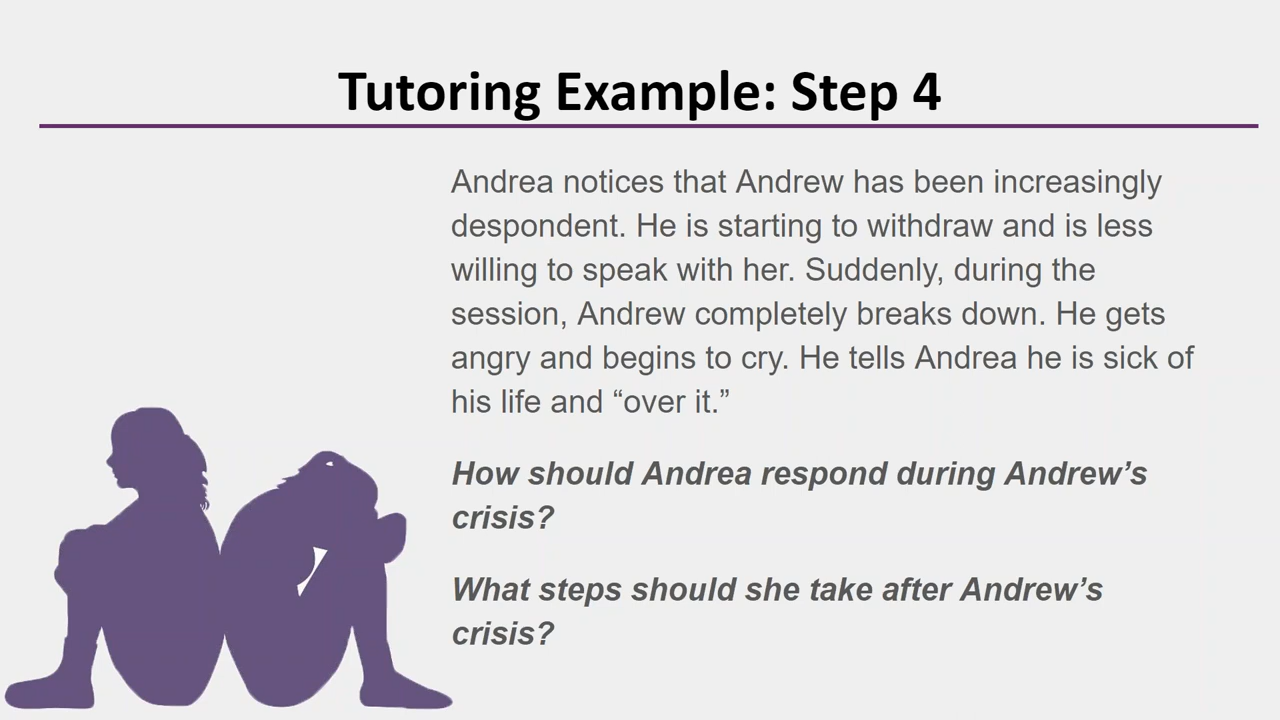 Tutoring Example: Step 4
Andrea notices that Andrew has been increasingly
despondent. He is starting to withdraw and is less
willing to speak with her. Suddenly, during the
session, Andrew completely breaks down. He gets
angry and begins to cry. He tells Andrea he is sick of
his life and “over it.”
How should Andrea respond during Andrew’s
crisis?
What steps should she take after Andrew’s
crisis?